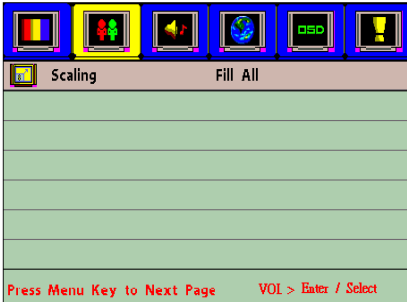 OSD
Scaling Fill All
Press Menu Key to Next Page VOL > Enter / Select